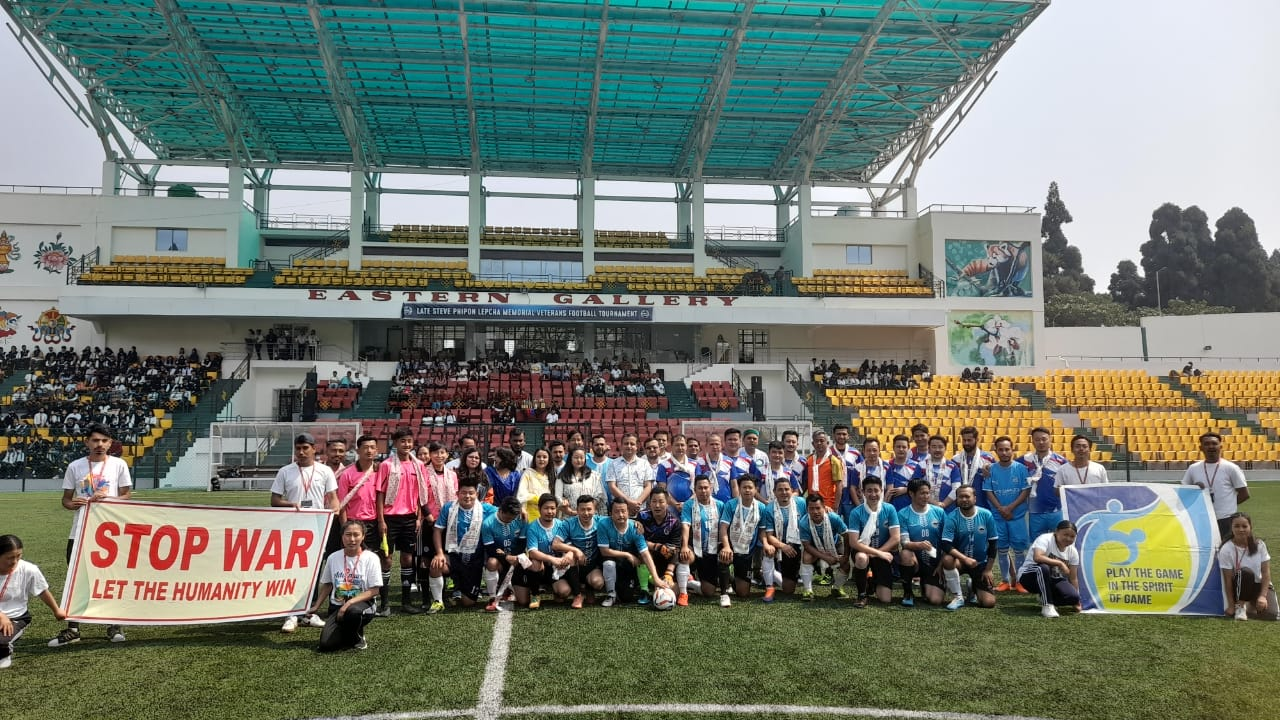 EASTERN GALLERY
LATE STEVE PHIPON LEPCHA MEMORIAL VETERANS FOOTBALL TOURNAMENT
STOP WAR
LET THE HUMANITY WIN
PLAY THE GAME
IN THE SPIRIT
OF GAME